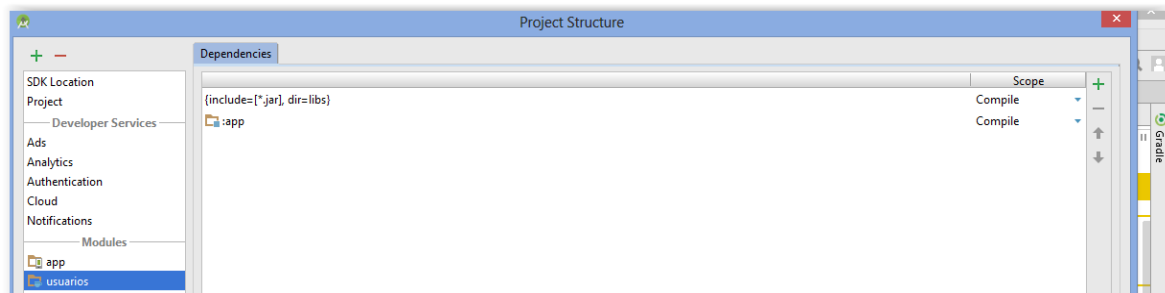 Project Structure
Dependencies
SDK Location
Project
Developer Services
Ads
Analytics
Authentication
Cloud
Notifications
Modules
app
usuarios
Scope
{include=[*.jar], dir=libs}
Compile
:app
Compile
Gradle